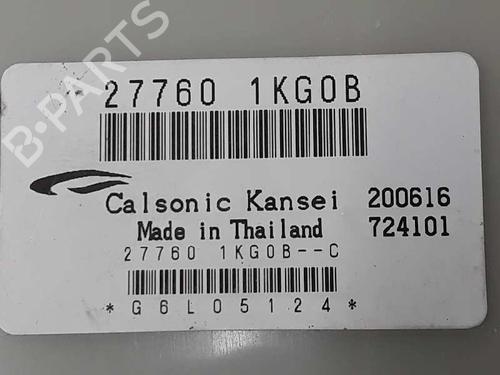 27760 1KG0B
Calsonic Kansei 200616
Made in Thailand 724101
27760 1KG0B--C
*G6L05124*
B-PARTS